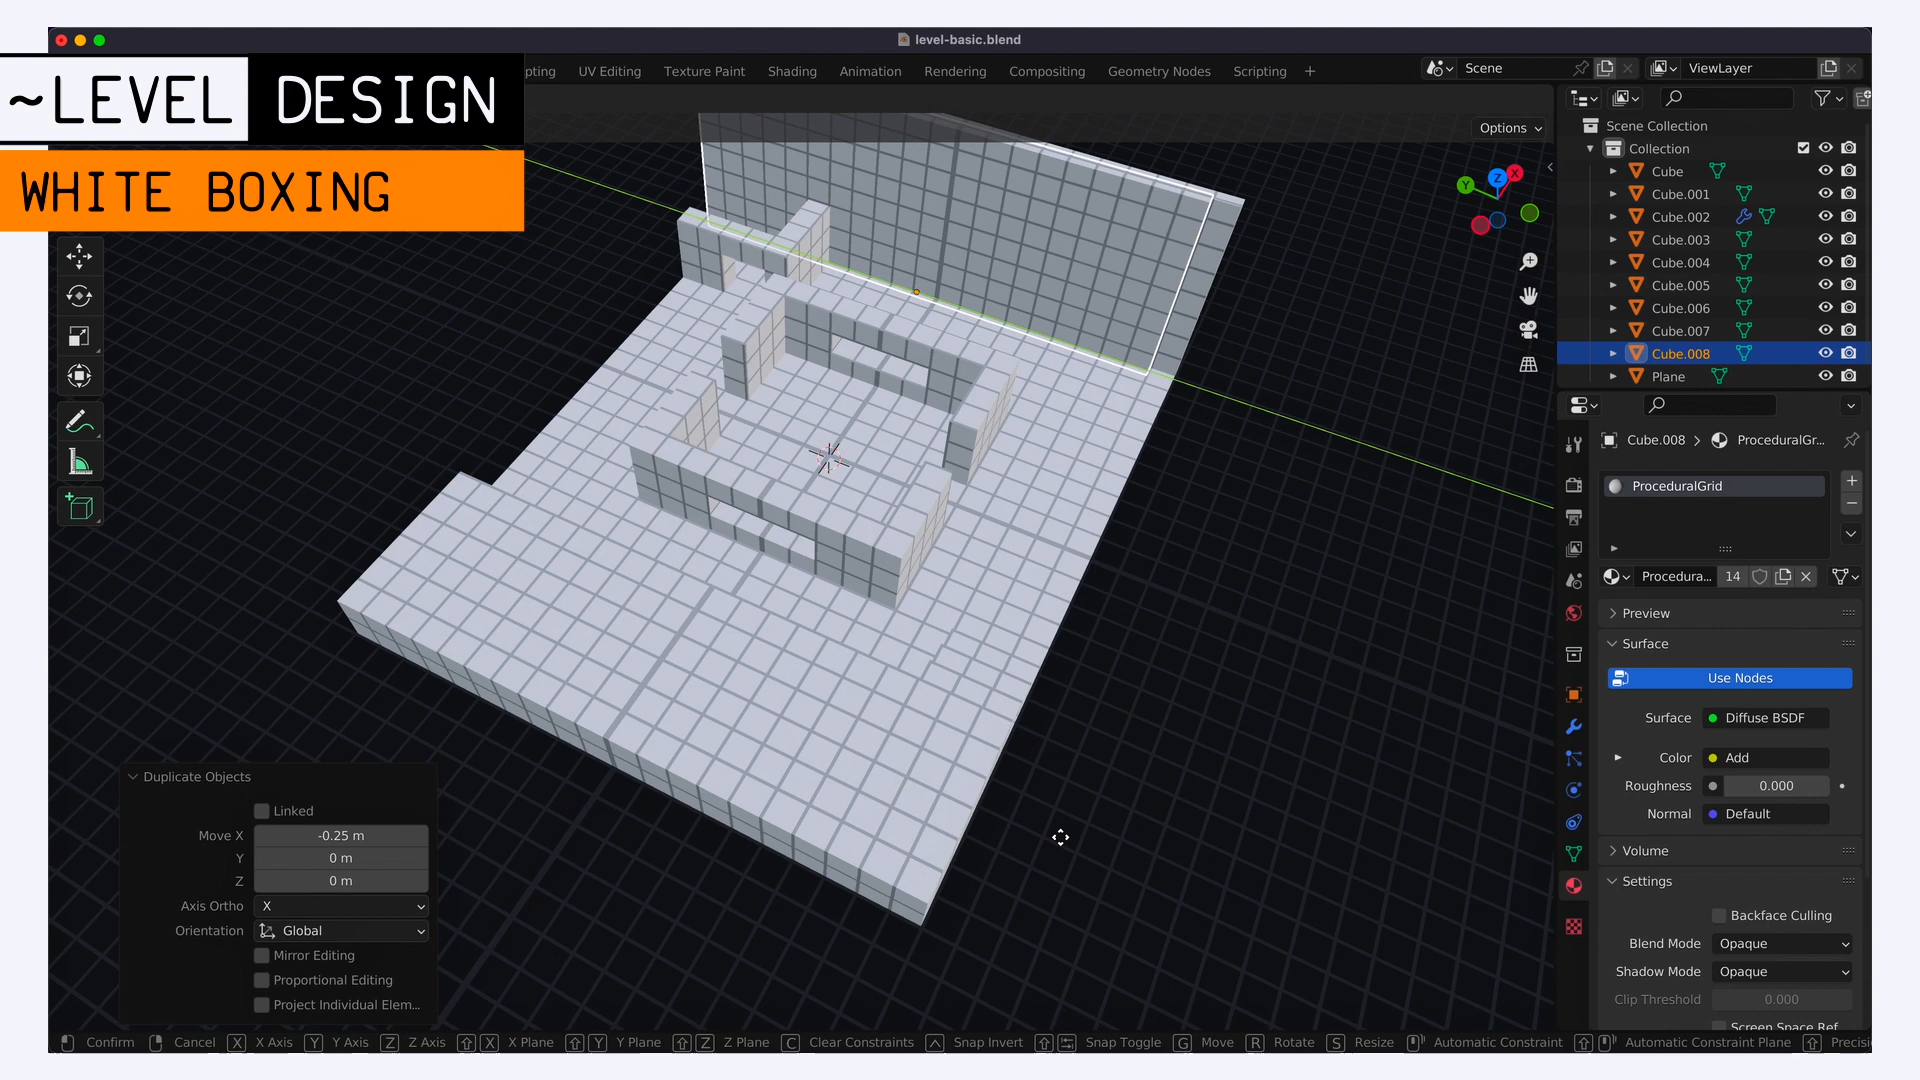 level-basic.blend
~LEVEL DESIGN
WHITE BOXING
pting UV Editing Texture Paint Shading Animation Rendering Compositing Geometry Nodes Scripting +
Scene
ViewLayer
Options
Scene Collection
Collection
Cube
Cube.001
Cube.002
Cube.003
Cube.004
Cube.005
Cube.006
Cube.007
Cube.008
Plane
Y
Z
X
Cube.008 > ProceduralGr...
ProceduralGrid
Procedura... 14
Preview
Surface
Use Nodes
Surface Diffuse BSDF
Color Add
Roughness 0.000
Normal Default
Volume
Settings
Backface Culling
Blend Mode Opaque
Shadow Mode Opaque
Clip Threshold 0.000
Screen Space Ref
Duplicate Objects
Linked
Move X -0.25 m
Y 0 m
Z 0 m
Axis Ortho X
Orientation Global
Mirror Editing
Proportional Editing
Project Individual Elem...
Confirm Cancel X X Axis Y Y Axis Z Z Axis X X Plane Y Y Plane Z Z Plane C Clear Constraints Snap Invert Snap Toggle G Move R Rotate S Resize Automatic Constraint Automatic Constraint Plane Precisi